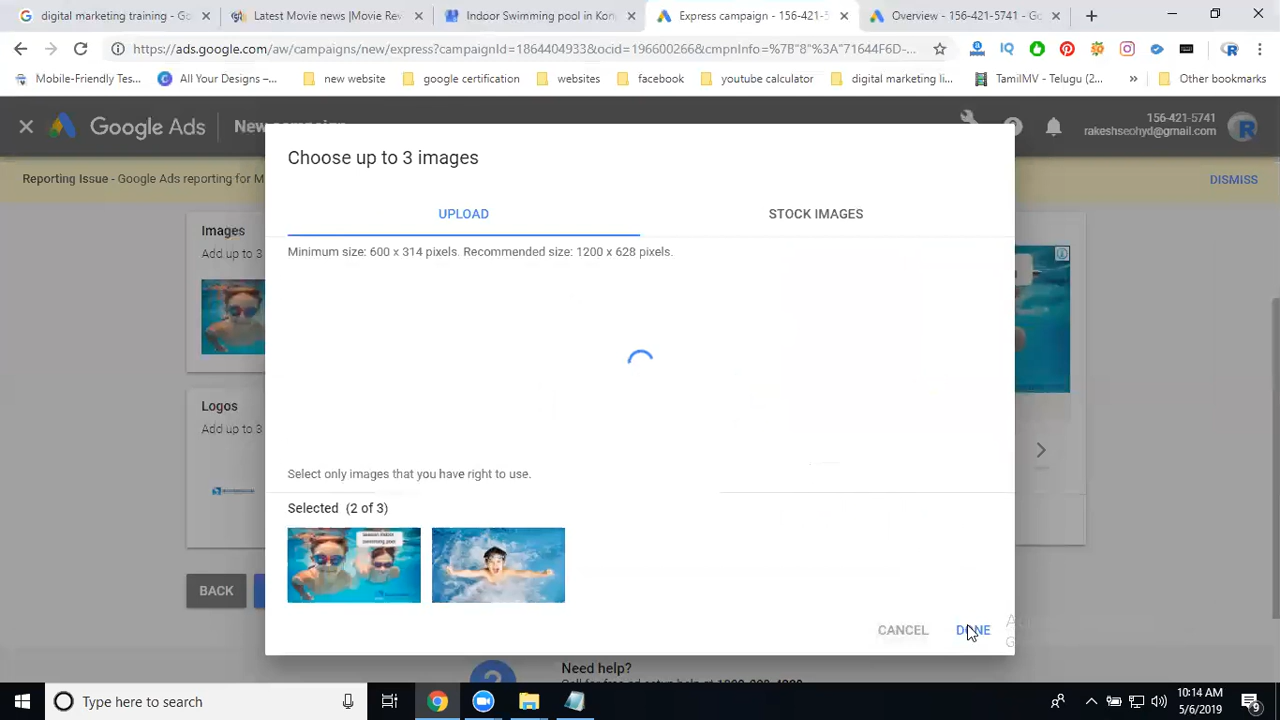 digital marketing training - Go
Latest Movie news |Movie Rev
Indoor Swimming pool in Kon
Express campaign - 156-421-5
Overview - 156-421-5741 - Go
https://ads.google.com/aw/campaigns/new/express?campaignId=1864404933&ocid=196600266&cmpnInfo=%7B"8"%3A"71644F6D-...
Mobile-Friendly Tes...
All Your Designs –...
new website
google certification
websites
facebook
youtube calculator
digital marketing li...
TamilMV - Telugu (2...
Other bookmarks
Google Ads
New campaign
156-421-5741
rakeshseohyd@gmail.com
Reporting Issue - Google Ads reporting for M
DISMISS
Choose up to 3 images
UPLOAD
STOCK IMAGES
Minimum size: 600 x 314 pixels. Recommended size: 1200 x 628 pixels.
Images
Add up to 3
Logos
Add up to 3
Select only images that you have right to use.
Selected (2 of 3)
BACK
CANCEL
DONE
Need help?
Type here to search
10:14 AM
5/6/2019
9